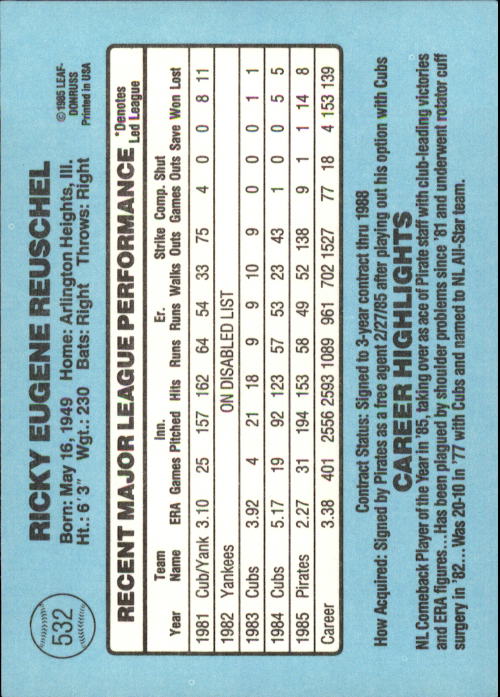 532
RICKY EUGENE REUSCHEL
Born: May 16, 1949 Home: Arlington Heights, Ill.
Ht.: 6'3" Wgt.: 230 Bats: Right Throws: Right
© 1985 LEAF-
DONRUSS
Printed in USA
RECENT MAJOR LEAGUE PERFORMANCE
*Denotes
Led League
Team Inn. Er. Strike Comp. Shut
Year Name ERA Games Pitched Hits Runs Runs Walks Outs Games Outs Save Won Lost
1981 Cub/Yank 3.10 25 157 162 64 54 33 75 4 0 0 8 11
1982 Yankees ON DISABLED LIST
1983 Cubs 3.92 4 21 18 9 9 10 9 0 0 0 1 1
1984 Cubs 5.17 19 92 123 57 53 23 43 1 0 0 5 5
1985 Pirates 2.27 31 194 153 58 49 52 138 9 1 1 14 8
Career 3.38 401 2556 2593 1089 961 702 1527 77 18 4 153 139
Contract Status: Signed to 3-year contract thru 1988
How Acquired: Signed by Pirates as a free agent 2/27/85 after playing out his option with Cubs
CAREER HIGHLIGHTS
NL Comeback Player of the Year in '85, taking over as ace of Pirate staff with club-leading victories
and ERA figures...Has been plagued by shoulder problems since '81 and underwent rotator cuff
surgery in '82... Was 20-10 in '77 with Cubs and named to NL All-Star team.